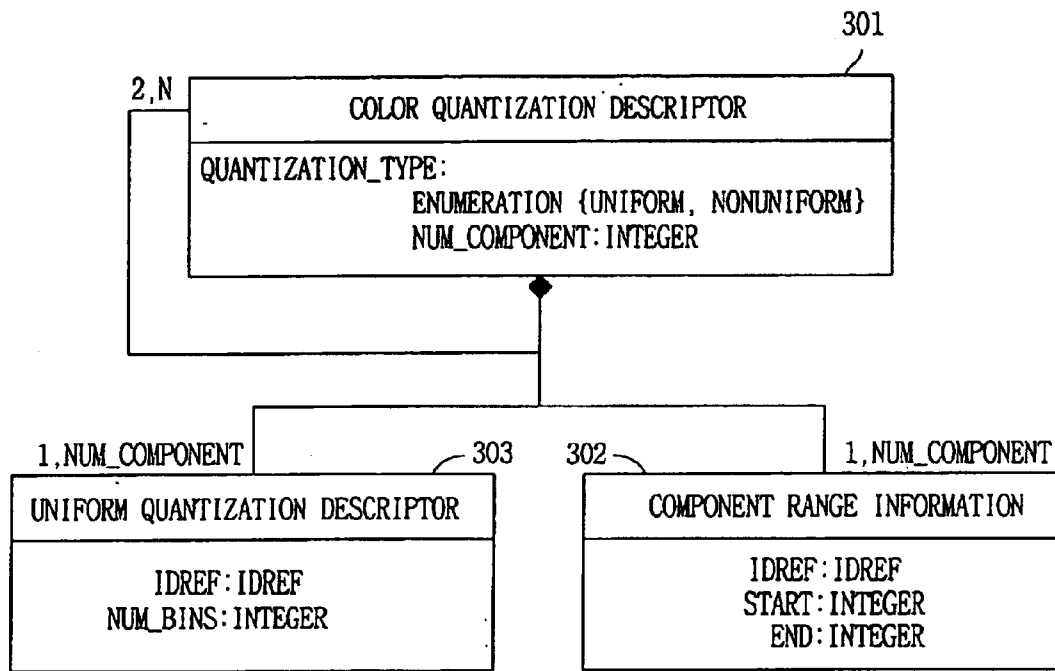 301
2,N
COLOR QUANTIZATION DESCRIPTOR
QUANTIZATION_TYPE:
ENUMERATION {UNIFORM, NONUNIFORM}
NUM_COMPONENT:INTEGER
1,NUM_COMPONENT
303
302
1,NUM_COMPONENT
UNIFORM QUANTIZATION DESCRIPTOR
IDREF:IDREF
NUM_BINS:INTEGER
COMPONENT RANGE INFORMATION
IDREF:IDREF
START:INTEGER
END:INTEGER